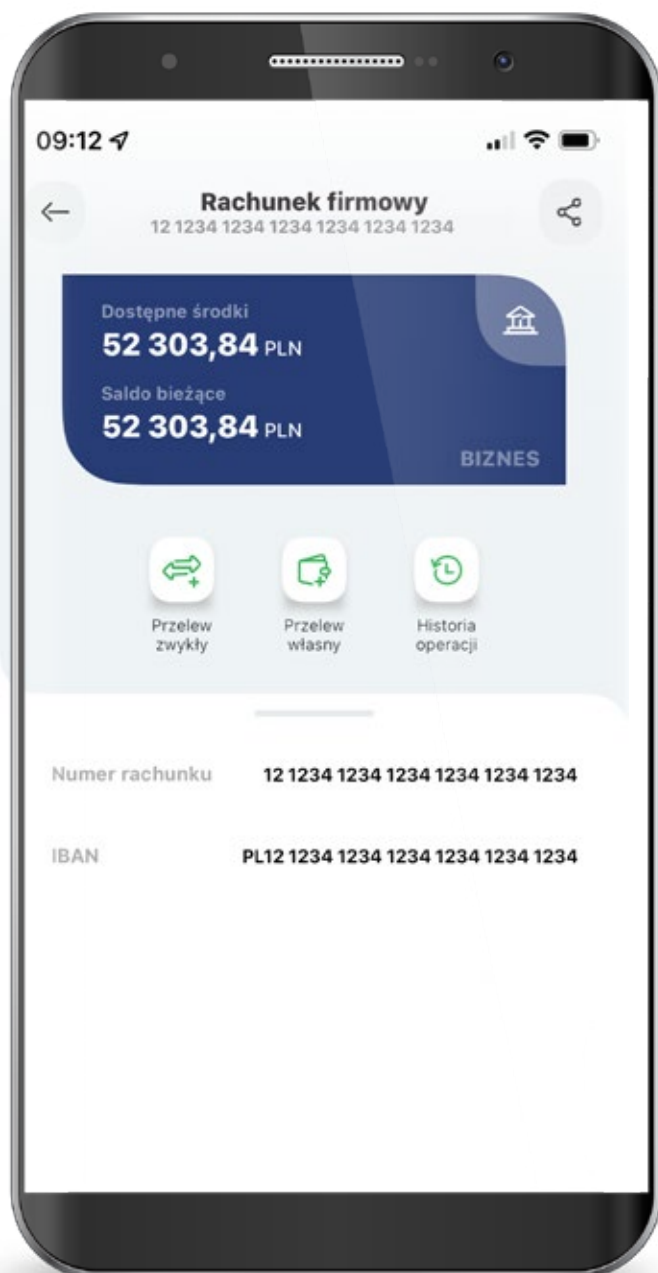 09:12
Rachunek firmowy
12 1234 1234 1234 1234 1234 1234
Dostępne środki
52 303,84 PLN
Saldo bieżące
52 303,84 PLN
BIZNES
Przelew zwykły
Przelew własny
Historia operacji
Numer rachunku 12 1234 1234 1234 1234 1234 1234
IBAN PL12 1234 1234 1234 1234 1234 1234